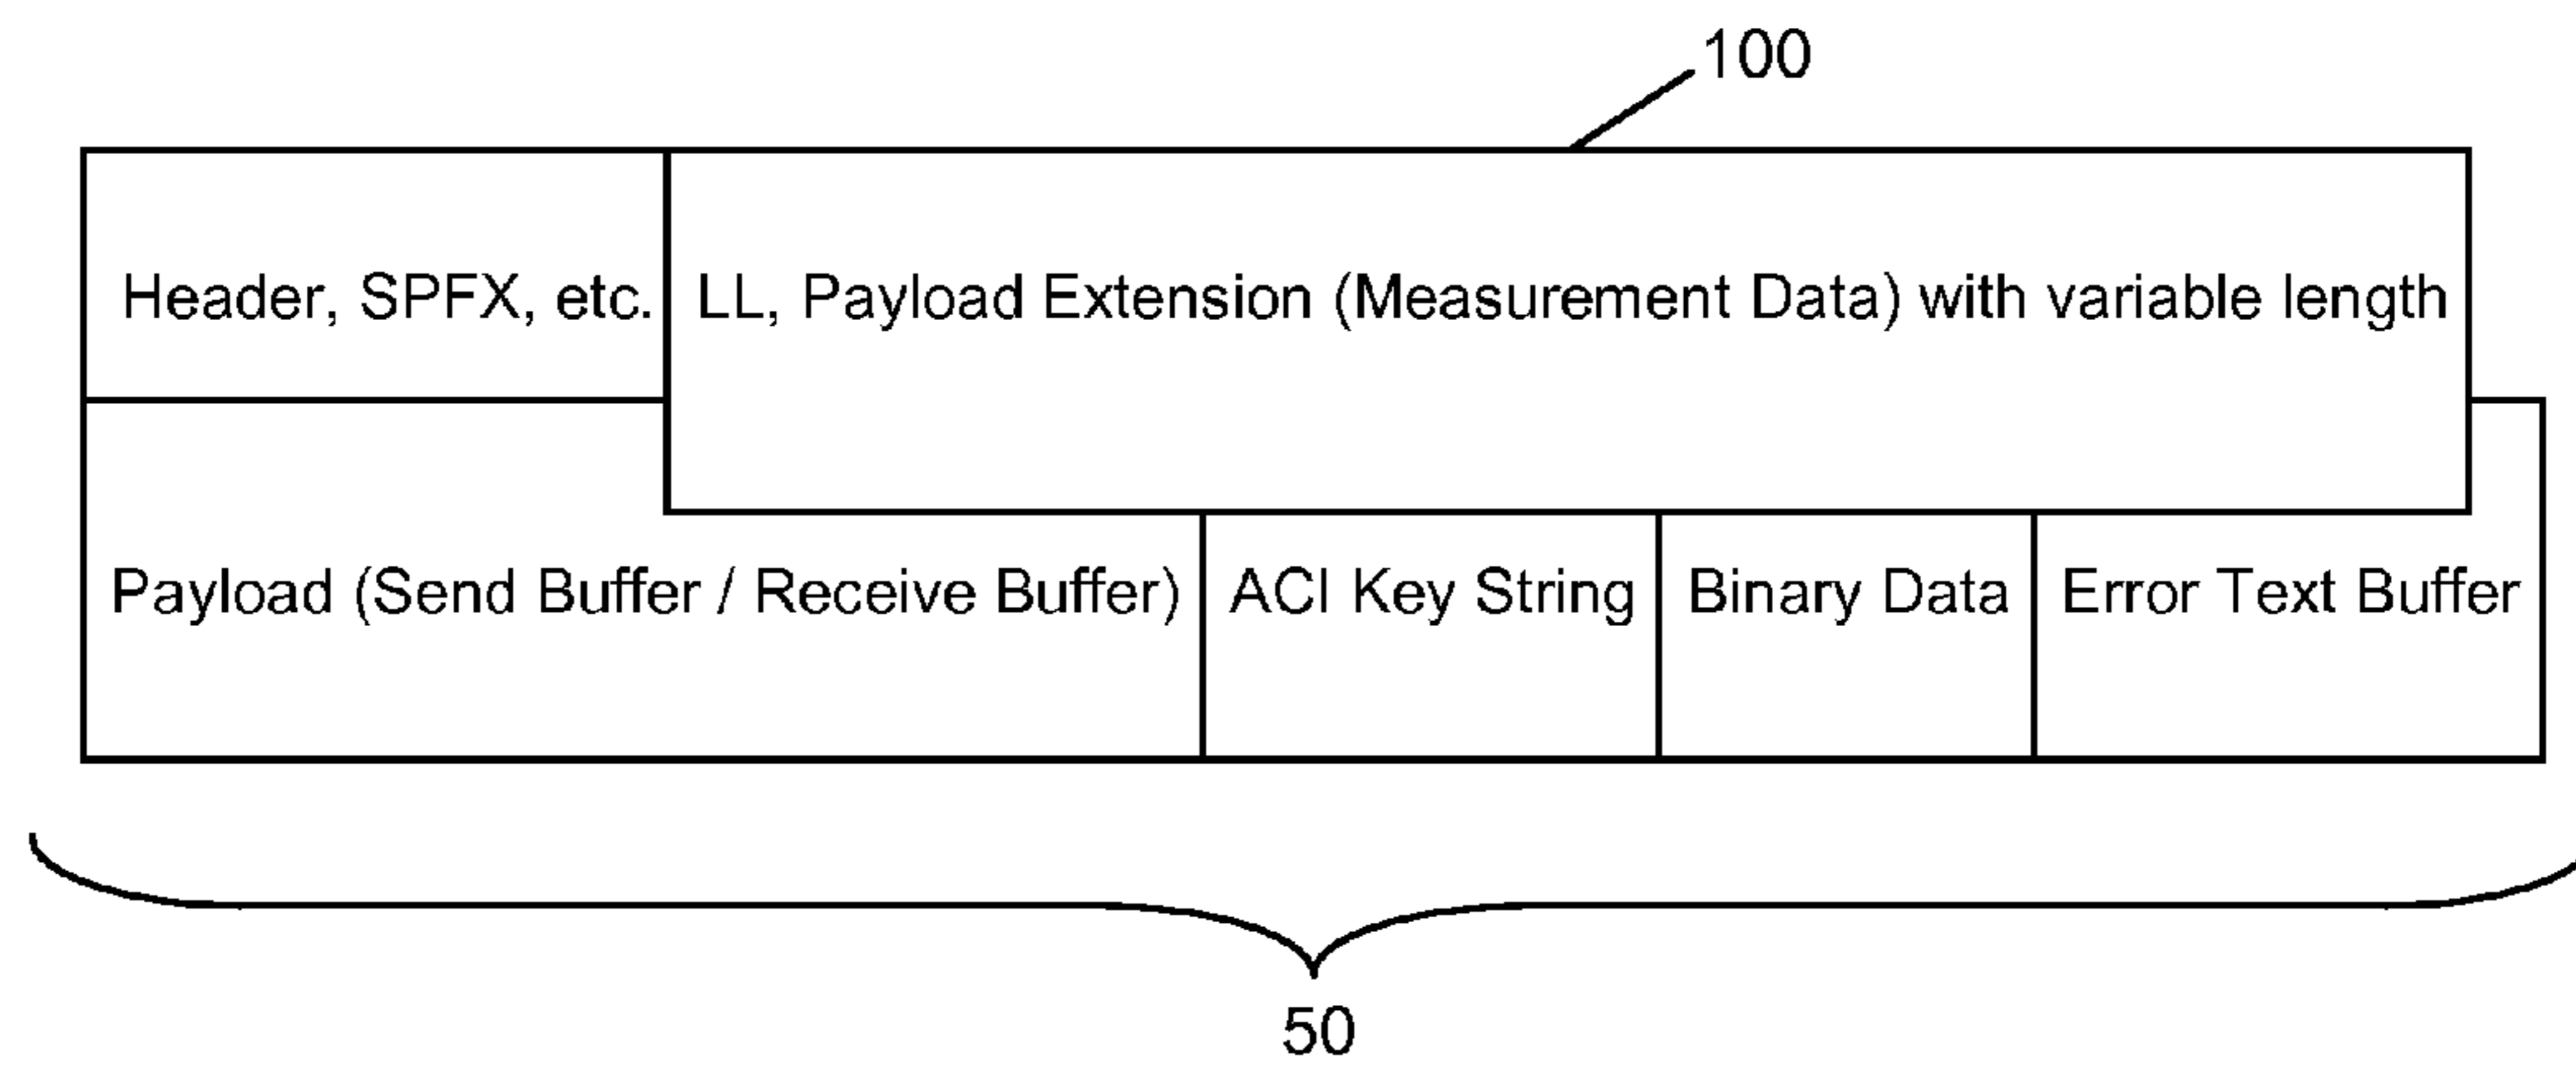 100
Header, SPFX, etc.
LL, Payload Extension (Measurement Data) with variable length
Payload (Send Buffer / Receive Buffer)
ACI Key String
Binary Data
Error Text Buffer
50